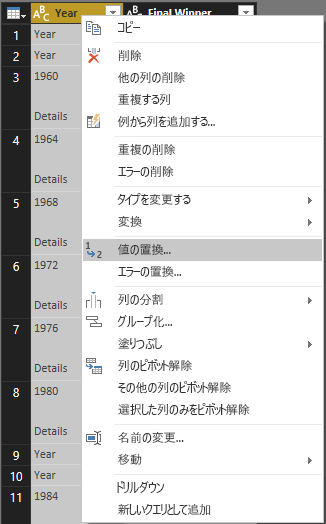 ABC Year ABC Final Winner
1 Year
2 Year
3 1960
Details
4 1964
Details
5 1968
Details
6 1972
Details
7 1976
Details
8 1980
Details
9 Year
10 Year
11 1984
コピー
削除
他の列の削除
重複する列
例から列を追加する...
重複の削除
エラーの削除
タイプを変更する
変換
1 2 値の置換...
エラーの置換...
列の分割
グループ化...
塗りつぶし
列のピボット解除
その他の列のピボット解除
選択した列のみをピボット解除
名前の変更...
移動
ドリルダウン
新しいクエリとして追加